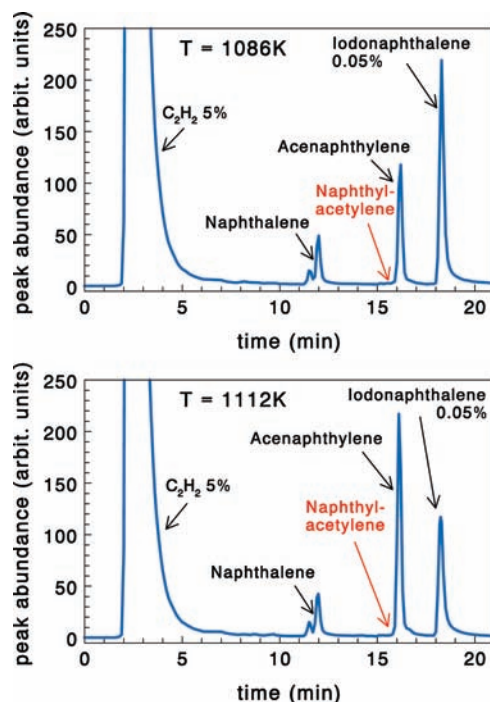 T = 1086K
Iodonaphthalene
0.05%
C₂H₂ 5%
Acenaphthylene
Naphthyl-
acetylene
Naphthalene
peak abundance (arbit. units)
250
200
150
100
50
0
0 5 10 15 20
time (min)
T = 1112K
Iodonaphthalene
0.05%
Acenaphthylene
C₂H₂ 5%
Naphthyl-
acetylene
Naphthalene
peak abundance (arbit. units)
250
200
150
100
50
0
0 5 10 15 20
time (min)